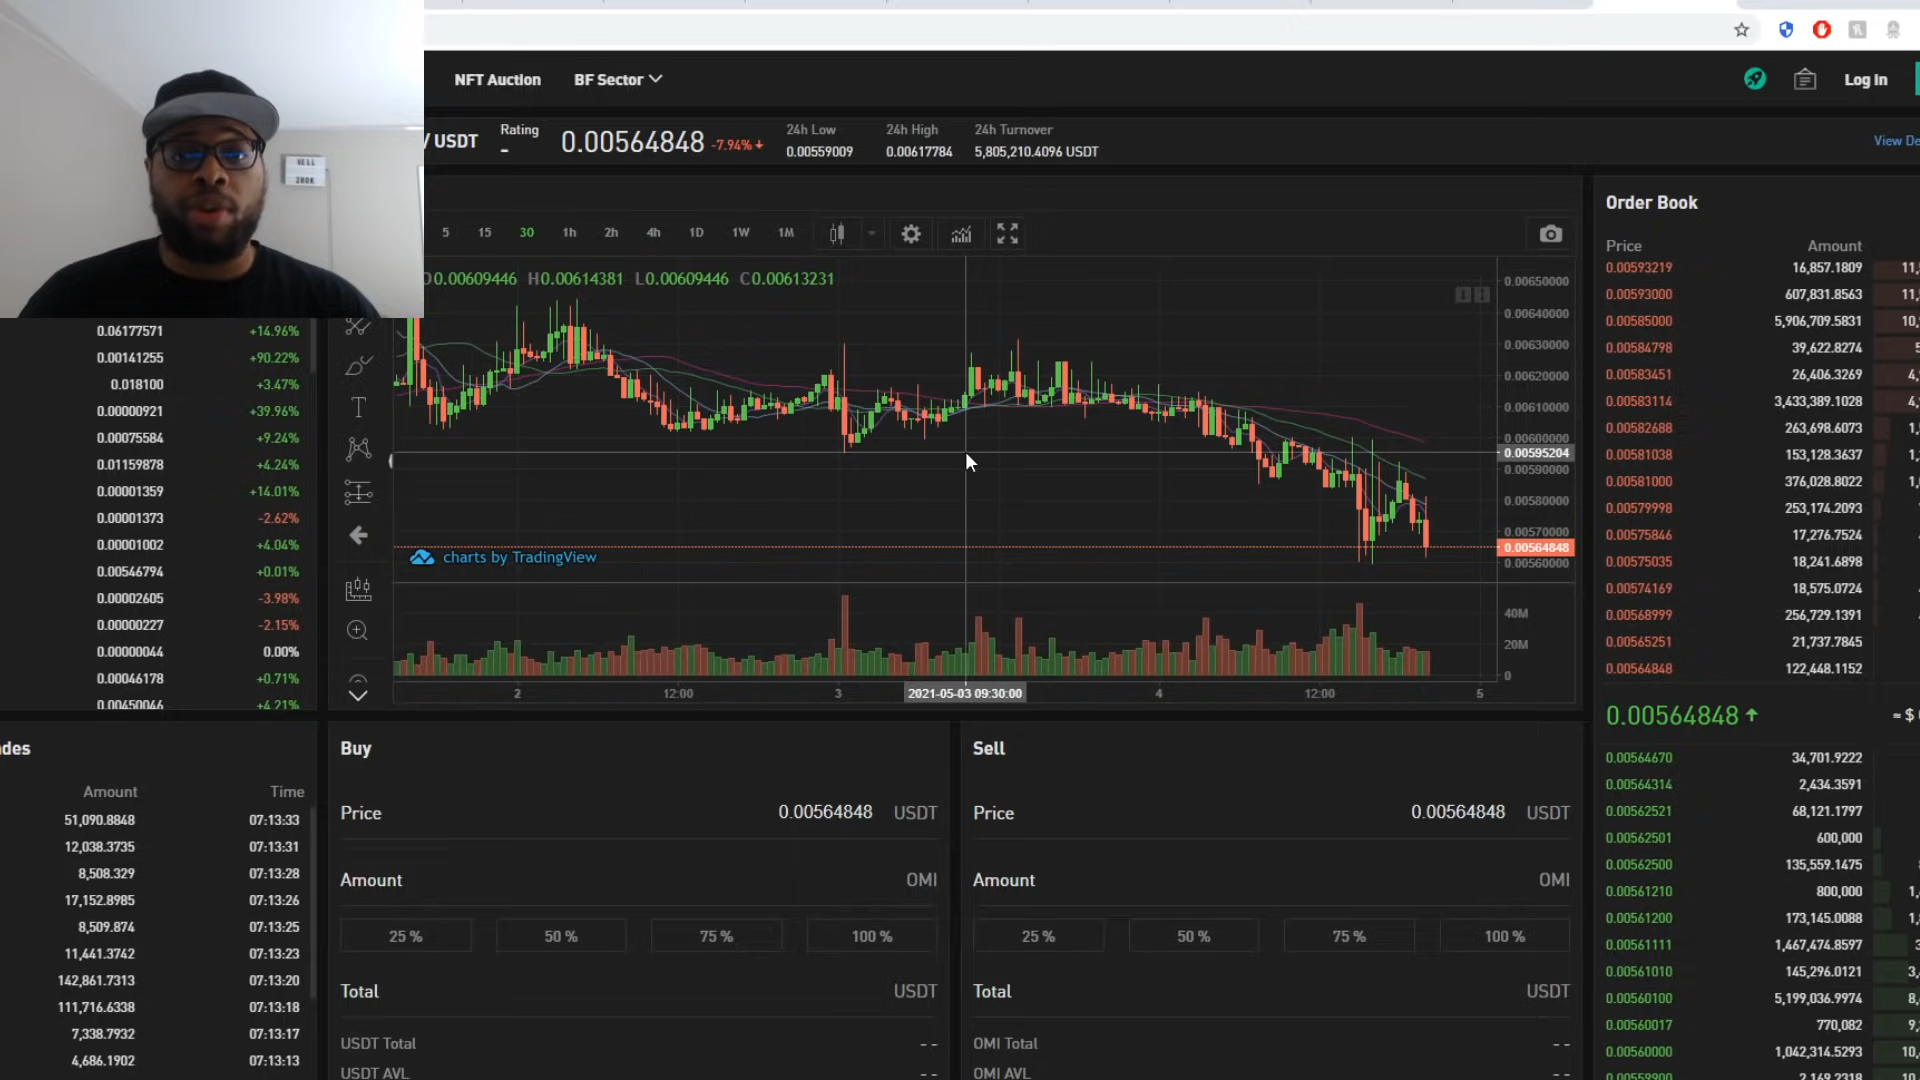 NFT Auction BF Sector Log In
/ USDT Rating - 0.00564848 -7.94% 24h Low 0.00559009 24h High 0.00617784 24h Turnover 5,805,210.4096 USDT View De
5 15 30 1h 2h 4h 1D 1W 1M
0.00609446 H0.00614381 L0.00609446 C0.00613231
0.00650000
0.00640000
0.00630000
0.00620000
0.00610000
0.00600000
0.00595204
0.00590000
0.00580000
0.00570000
0.00564848
0.00560000
charts by TradingView
40M
20M
0
2 12:00 3 2021-05-03 09:30:00 4 12:00 5
0.06177571 +14.96%
0.00141255 +90.22%
0.018100 +3.47%
0.00000921 +39.96%
0.00075584 +9.24%
0.01159878 +4.24%
0.00001359 +14.01%
0.00001373 -2.62%
0.00001002 +4.04%
0.00546794 +0.01%
0.00002605 -3.98%
0.00000227 -2.15%
0.00000044 0.00%
0.00046178 +0.71%
0.00450046 +4.21%
ades
Amount Time
51,090.8848 07:13:33
12,038.3735 07:13:31
8,508.329 07:13:28
17,152.8985 07:13:26
8,509.874 07:13:25
11,441.3742 07:13:23
142,861.7313 07:13:20
111,716.6338 07:13:18
7,338.7932 07:13:17
4,686.1902 07:13:13
Buy
Price 0.00564848 USDT
Amount OMI
25 % 50 % 75 % 100 %
Total USDT
USDT Total --
USDT AVL --
Sell
Price 0.00564848 USDT
Amount OMI
25 % 50 % 75 % 100 %
Total USDT
OMI Total --
OMI AVL --
Order Book
Price Amount
0.00593219 16,857.1809 11,
0.00593000 607,831.8563 11,
0.00585000 5,906,709.5831 10,
0.00584798 39,622.8274
0.00583451 26,406.3269
0.00583114 3,433,389.1028
0.00582688 263,698.6073
0.00581038 153,128.3637
0.00581000 376,028.8022
0.00579998 253,174.2093
0.00575846 17,276.7524
0.00575035 18,241.6898
0.00574169 18,575.0724
0.00568999 256,729.1391
0.00565251 21,737.7845
0.00564848 122,448.1152
0.00564848 ≈ $
0.00564670 34,701.9222
0.00564314 2,434.3591
0.00562521 68,121.1797
0.00562501 600,000
0.00562500 135,559.1475
0.00561210 800,000
0.00561200 173,145.0088
0.00561111 1,467,474.8597
0.00561010 145,296.0121
0.00560100 5,199,036.9974
0.00560017 770,082
0.00560000 1,042,314.5293
0.00559900 2,169.2318